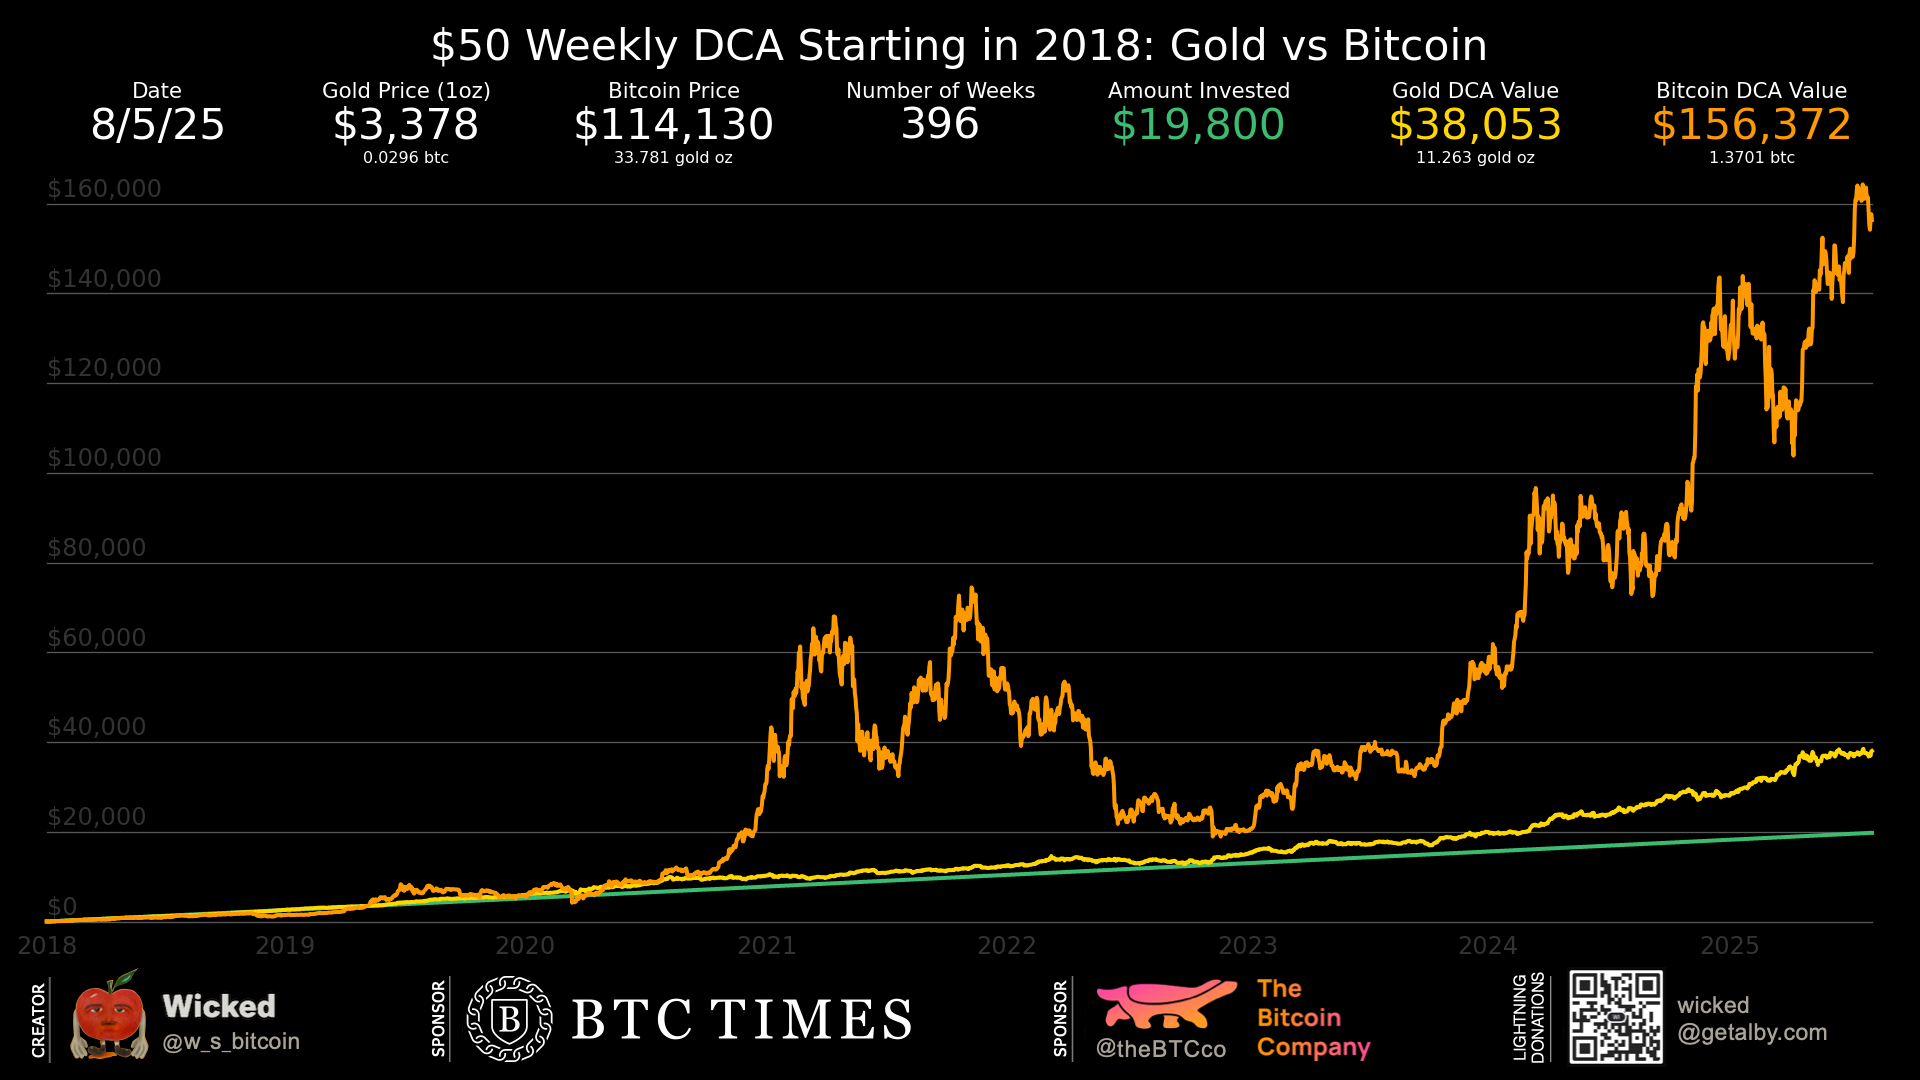 $50 Weekly DCA Starting in 2018: Gold vs Bitcoin
Date
8/5/25
Gold Price (1oz)
$3,378
0.0296 btc
Bitcoin Price
$114,130
33.781 gold oz
Number of Weeks
396
Amount Invested
$19,800
Gold DCA Value
$38,053
11.263 gold oz
Bitcoin DCA Value
$156,372
1.3701 btc
$160,000
$140,000
$120,000
$100,000
$80,000
$60,000
$40,000
$20,000
$0
2018 2019 2020 2021 2022 2023 2024 2025
CREATOR
Wicked
@w_s_bitcoin
SPONSOR
B
BTC TIMES
SPONSOR
@theBTCco
The
Bitcoin
Company
LIGHTNING
DONATIONS
wicked
@getalby.com